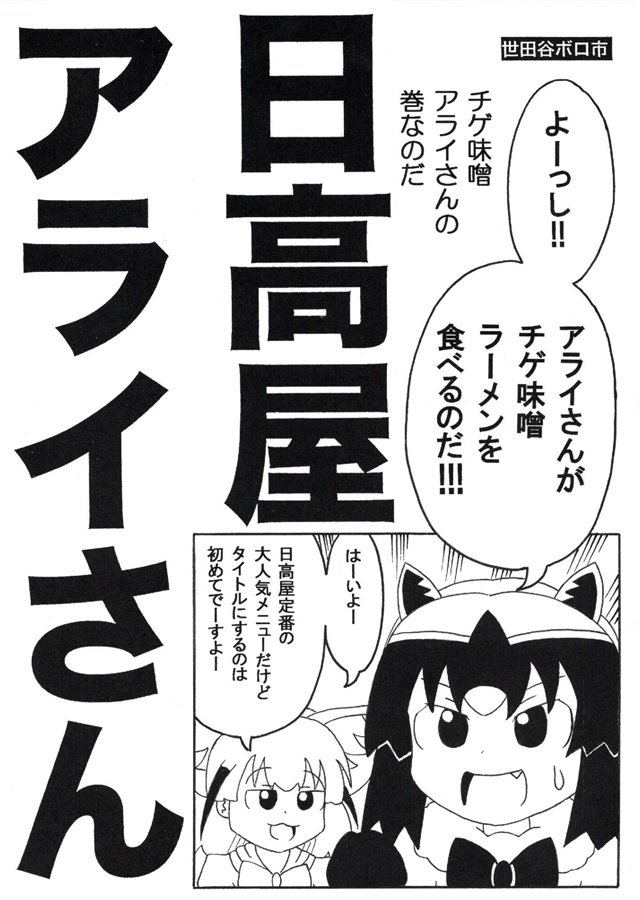 世田谷ボロ市
日高屋
アライさん
チゲ味噌
アライさんの
巻なのだ
よーっし!!
アライさんが
チゲ味噌
ラーメンを
食べるのだ!!!
はーいよー
日高屋定番の
大人気メニューだけど
タイトルにするのは
初めてでーすよー